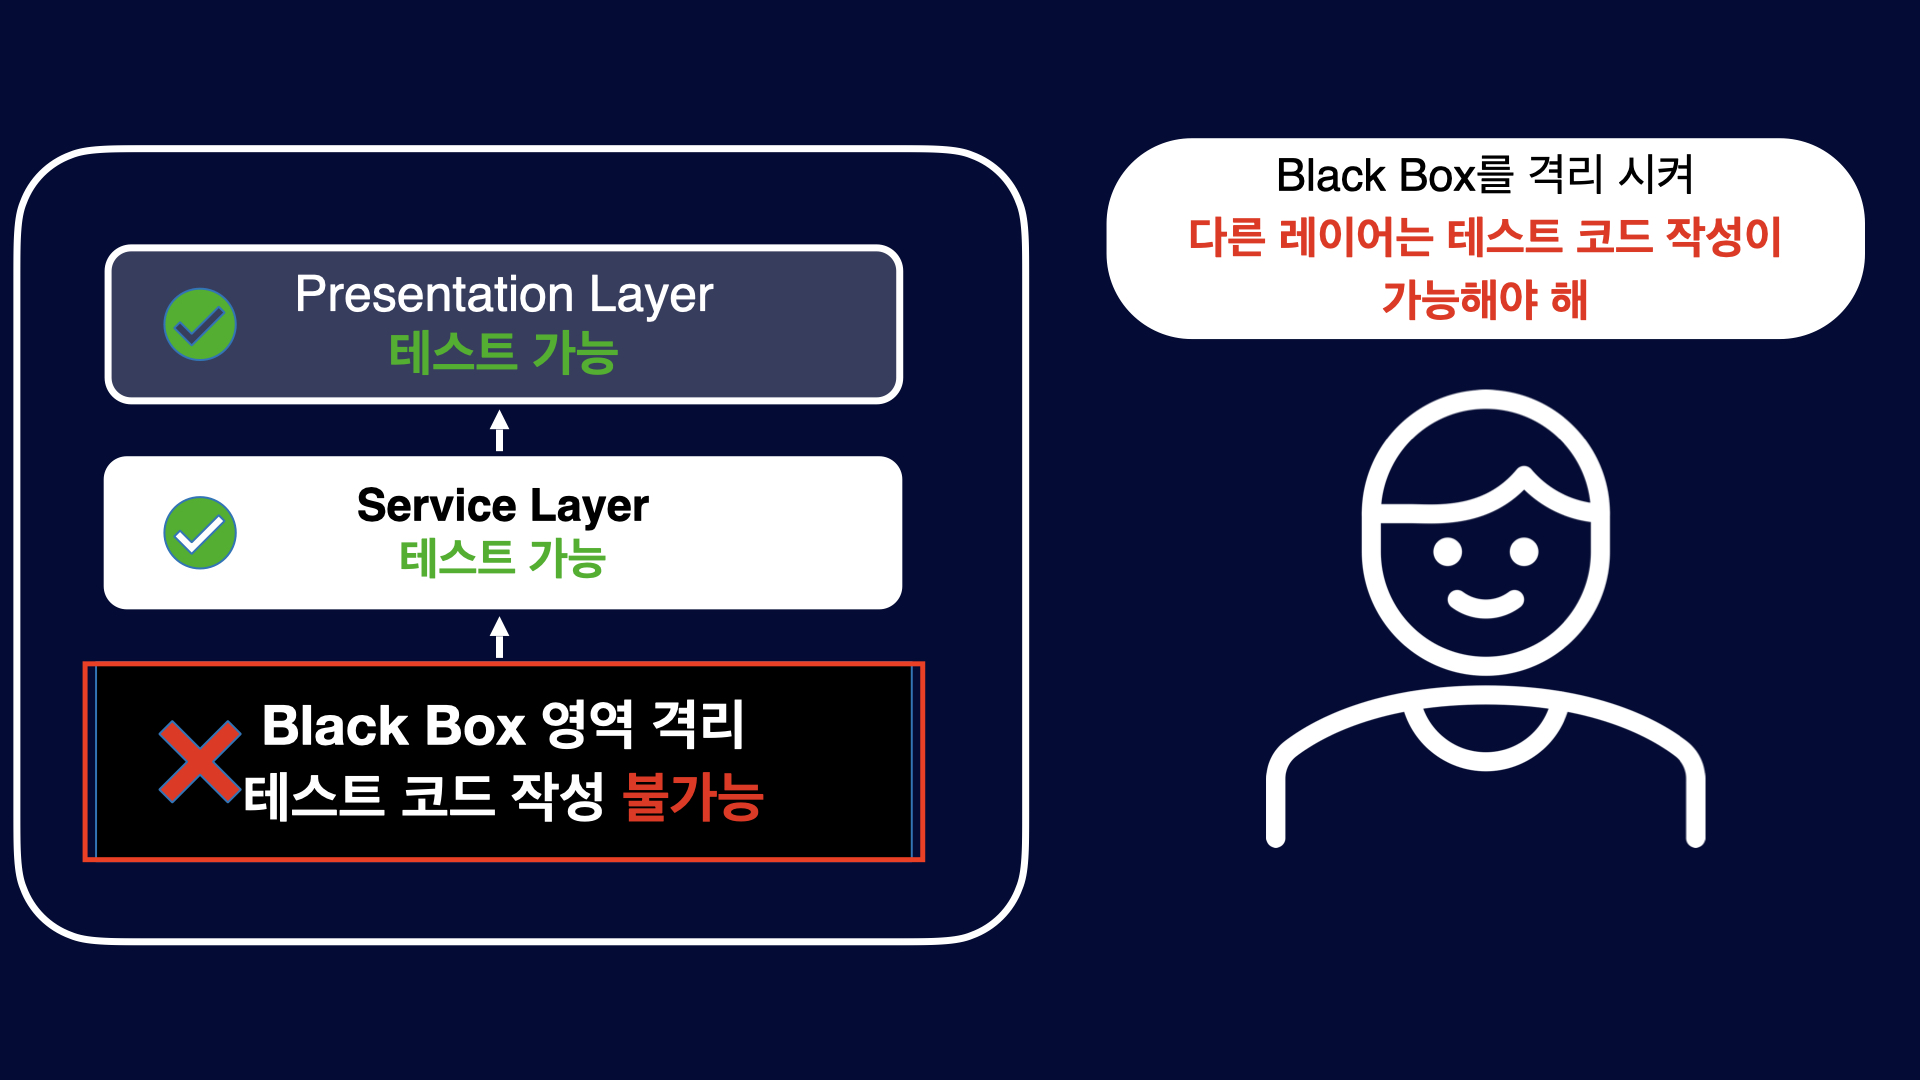 Presentation Layer
테스트 가능
Service Layer
테스트 가능
Black Box 영역 격리
테스트 코드 작성 불가능
Black Box를 격리 시켜
다른 레이어는 테스트 코드 작성이
가능해야 해